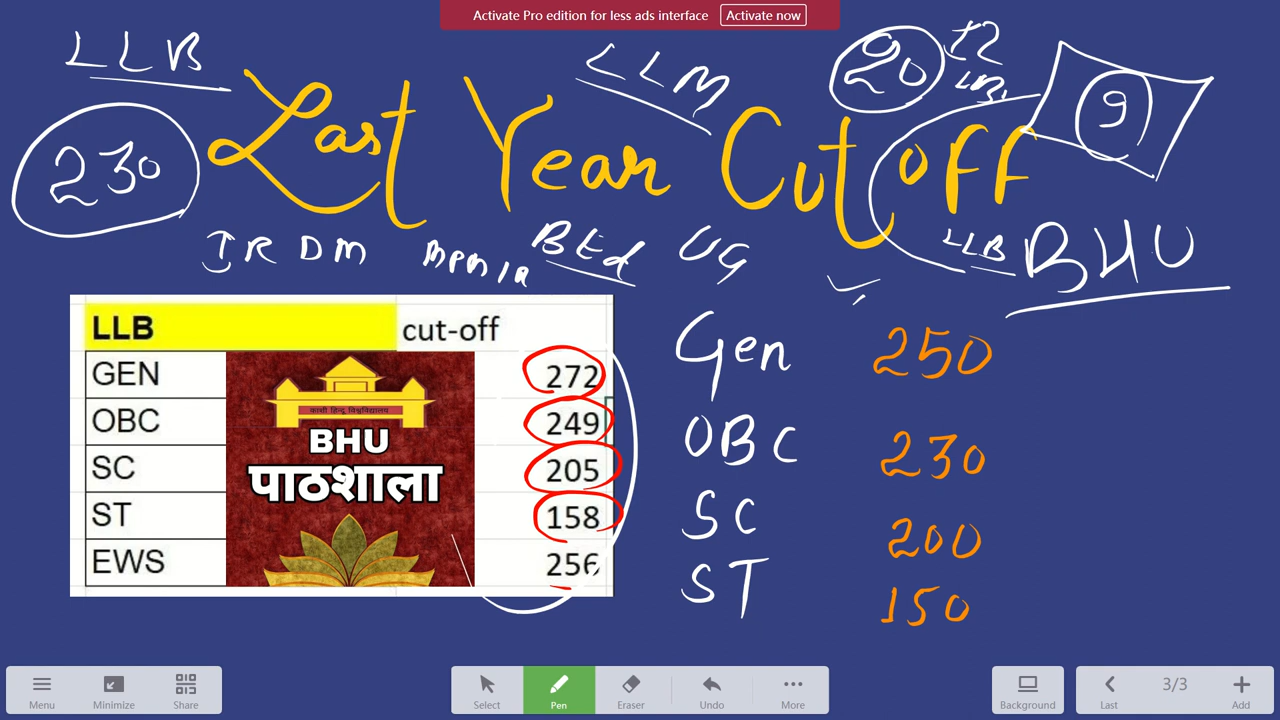 Activate Pro edition for less ads interface Activate now
LLB
LLM
20
12
9
230
Last Year Cut off
BEd UG
LLB BHU
LLB cut-off
GEN 272
OBC 249
SC 205
ST 158
EWS 256
काशी हिन्दू विश्वविद्यालय
BHU
पाठशाला
Gen 250
OBC 230
SC 200
ST 150
Menu Minimize Share Select Pen Eraser Undo More Background Last 3/3 Add